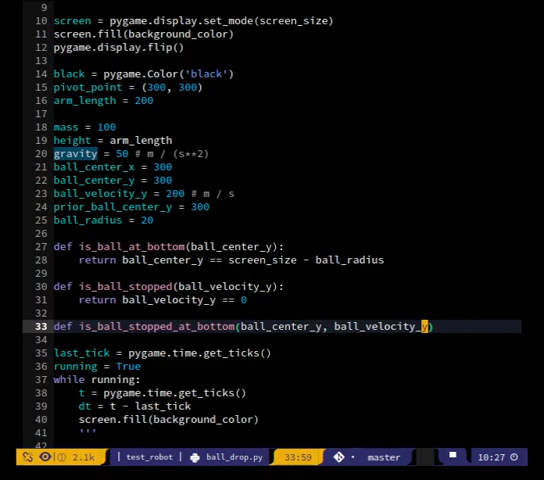 9
10 screen = pygame.display.set_mode(screen_size)
11 screen.fill(background_color)
12 pygame.display.flip()
13
14 black = pygame.Color('black')
15 pivot_point = (300, 300)
16 arm_length = 200
17
18 mass = 100
19 height = arm_length
20 gravity = 50 # m / (s**2)
21 ball_center_x = 300
22 ball_center_y = 300
23 ball_velocity_y = 200 # m / s
24 prior_ball_center_y = 300
25 ball_radius = 20
26
27 def is_ball_at_bottom(ball_center_y):
28     return ball_center_y == screen_size - ball_radius
29
30 def is_ball_stopped(ball_velocity_y):
31     return ball_velocity_y == 0
32
33 def is_ball_stopped_at_bottom(ball_center_y, ball_velocity_y)
34
35 last_tick = pygame.time.get_ticks()
36 running = True
37 while running:
38     t = pygame.time.get_ticks()
39     dt = t - last_tick
40     screen.fill(background_color)
41     '''
42
2.1k | test_robot | ball_drop.py 33:59 master 10:27